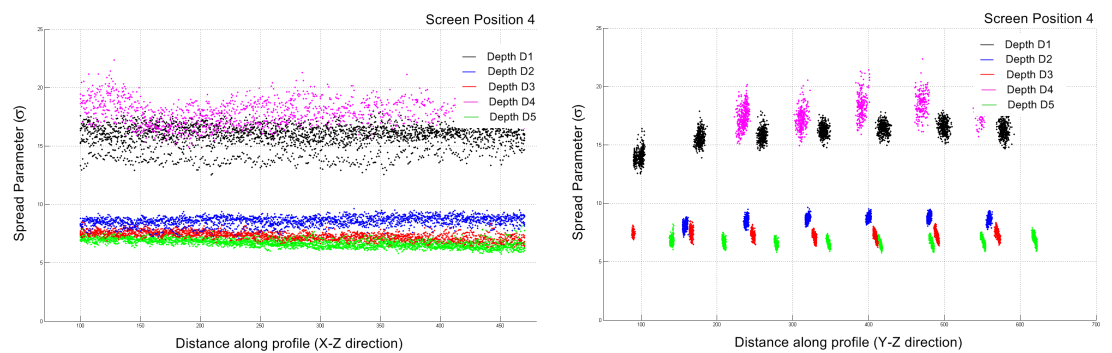 Screen Position 4
25
20
15
10
5
0
Spread Parameter (σ)
Depth D1
Depth D2
Depth D3
Depth D4
Depth D5
100
150
200
250
300
350
400
450
Distance along profile (X-Z direction)
Screen Position 4
25
20
15
10
5
0
Spread Parameter (σ)
Depth D1
Depth D2
Depth D3
Depth D4
Depth D5
100
200
300
400
500
600
700
Distance along profile (Y-Z direction)